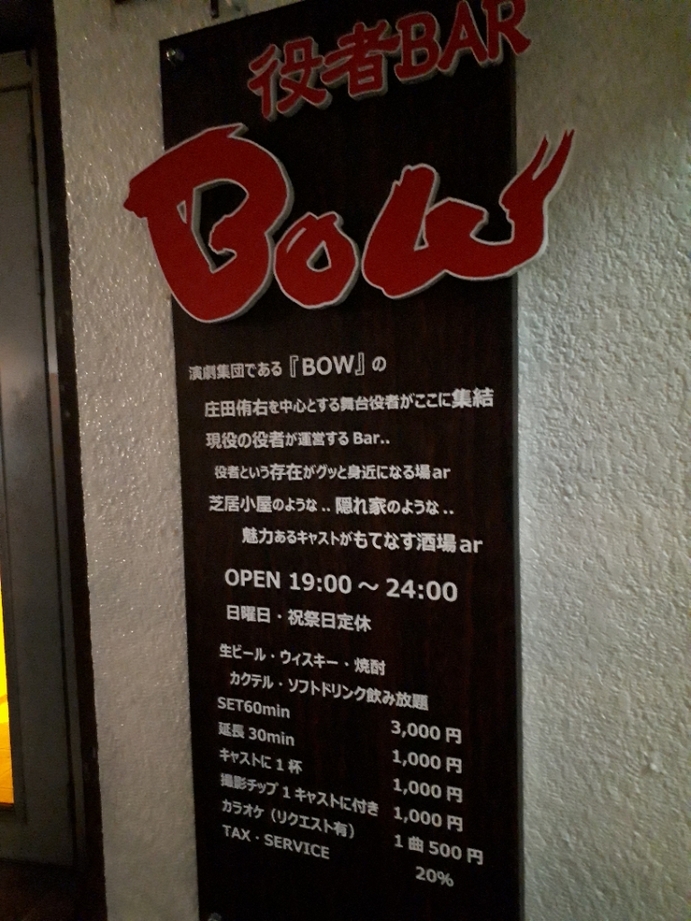 役者BAR
BOW
演劇集団である『BOW』の
庄田侑右を中心とする舞台役者がここに集結
現役の役者が運営するBar..
役者という存在がグッと身近になる場ar
芝居小屋のような..隠れ家のような..
魅力あるキャストがもてなす酒場ar
OPEN 19:00 ～ 24:00
日曜日・祝祭日定休
生ビール・ウィスキー・焼酎
カクテル・ソフトドリンク飲み放題
SET60min 3,000円
延長 30min 1,000円
キャストに1杯 1,000円
撮影チップ 1キャストに付き 1,000円
カラオケ（リクエスト有） 1曲500円
TAX・SERVICE 20%